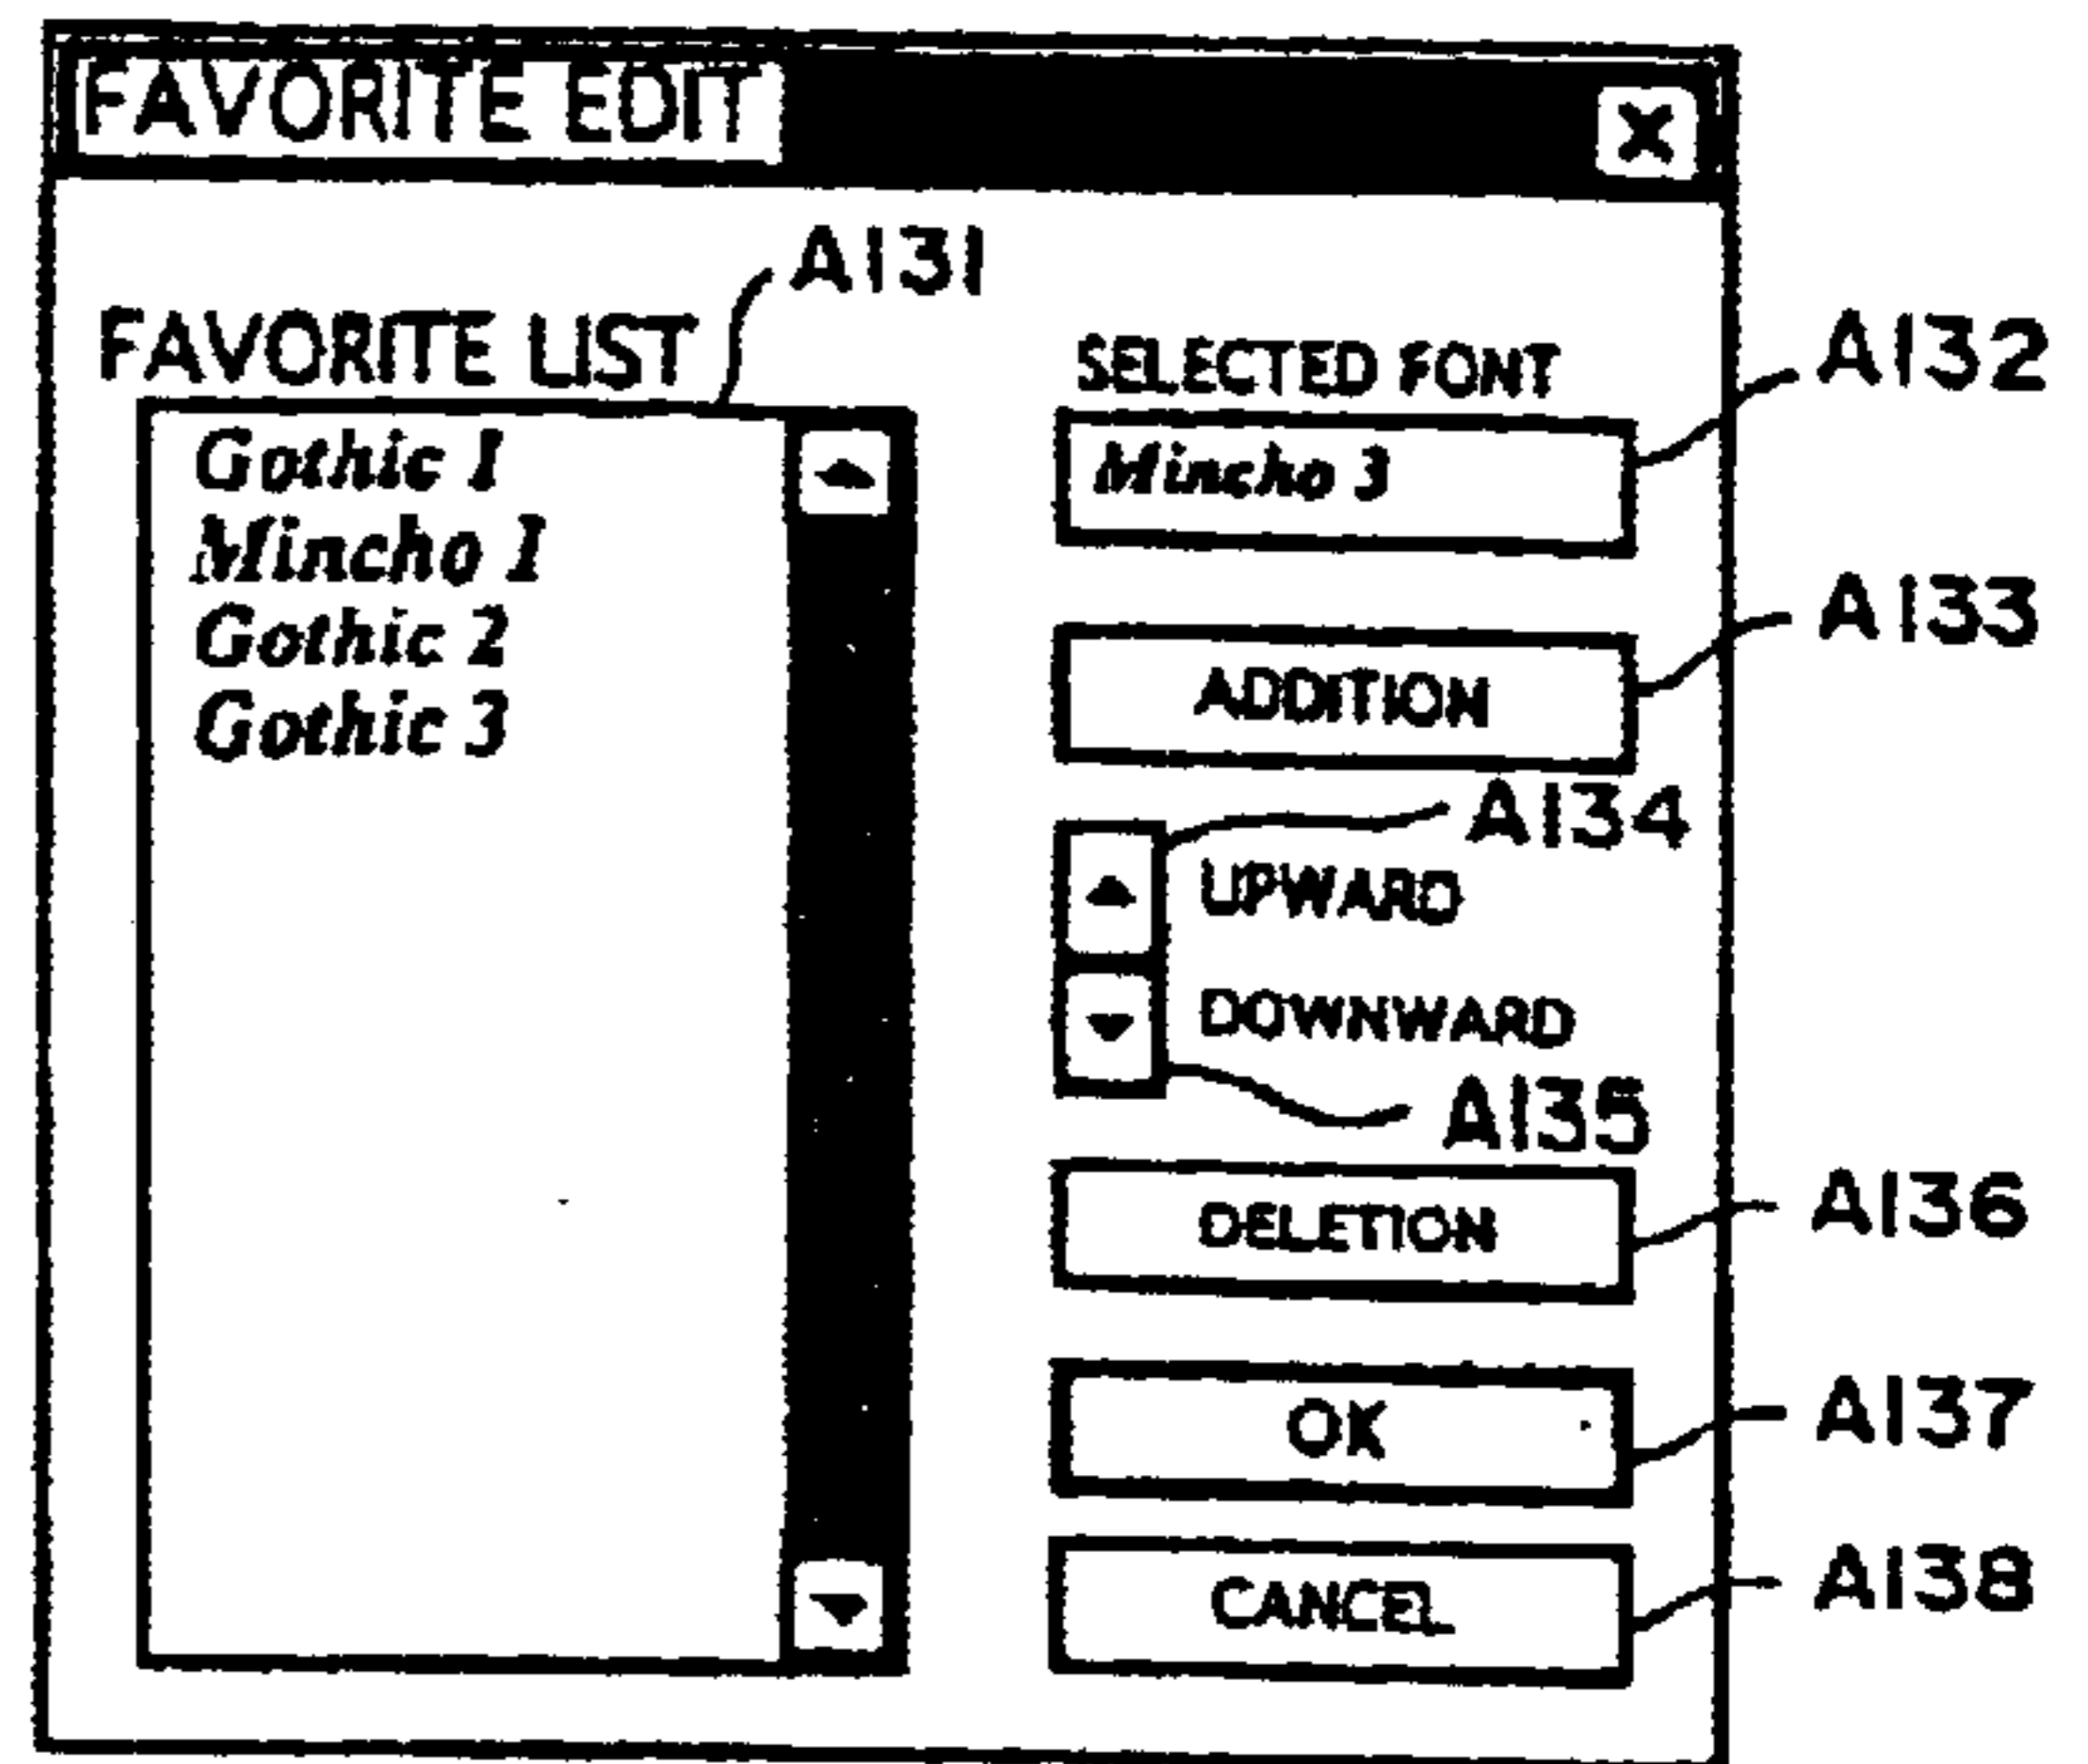 FAVORITE EDIT
X
A131
FAVORITE LIST
Gothic 1
Mincho 1
Gothic 2
Gothic 3
SELECTED FONT
A132
Mincho 3
A133
ADDITION
A134
UPWARD
DOWNWARD
A135
A136
DELETION
A137
OK
A138
CANCEL